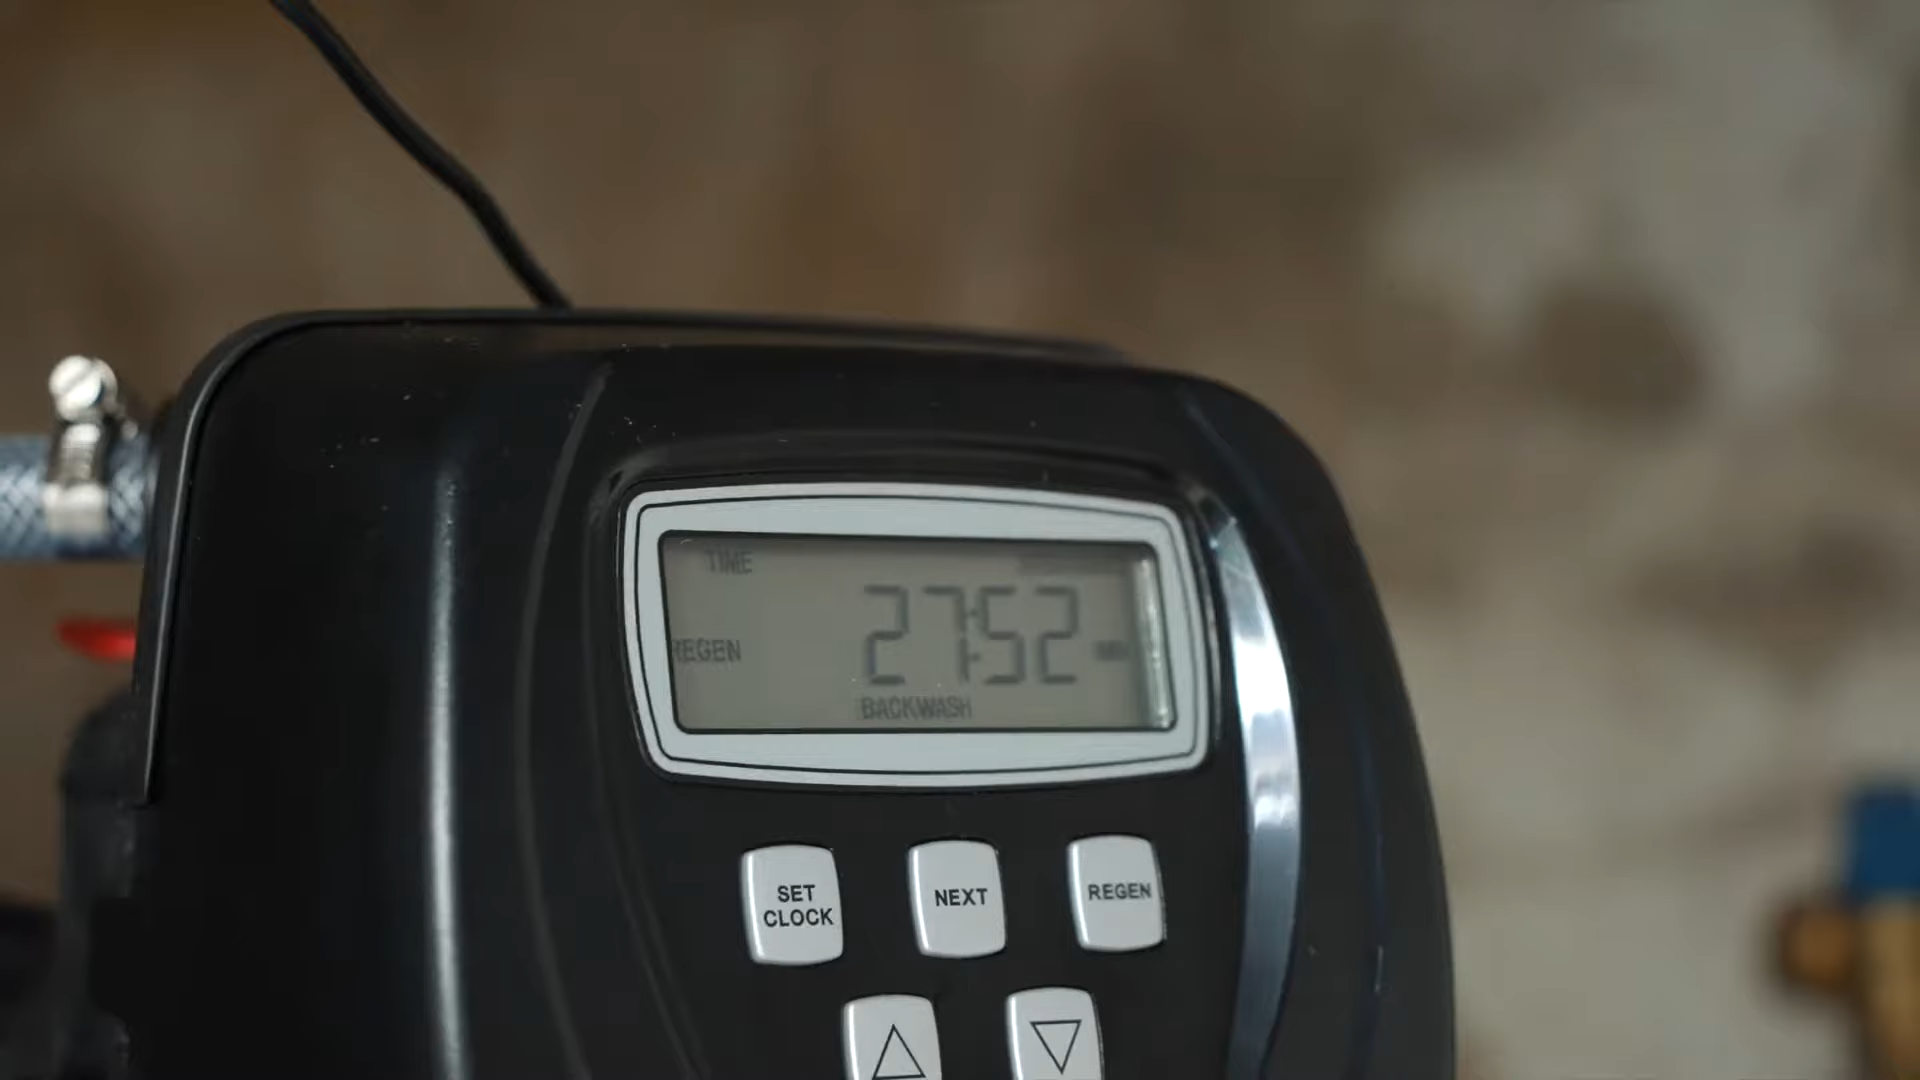 TIME
REGEN
27:52
BACKWASH
SET
CLOCK
NEXT
REGEN